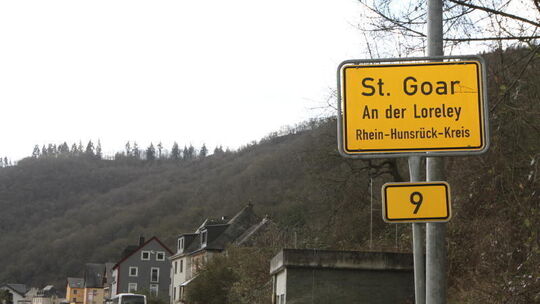 St. Goar
An der Loreley
Rhein-Hunsrück-Kreis
9